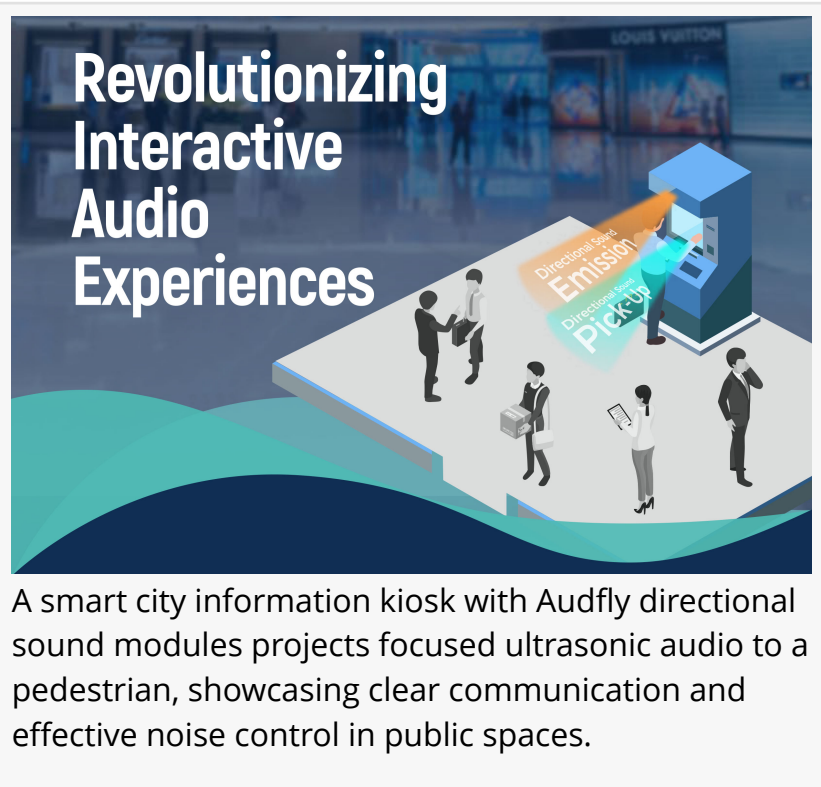 Revolutionizing
Interactive
Audio
Experiences
LOUIS VUITTON
Directional Sound
Emission
Directional Sound
Pick-Up
A smart city information kiosk with Audfly directional
sound modules projects focused ultrasonic audio to a
pedestrian, showcasing clear communication and
effective noise control in public spaces.